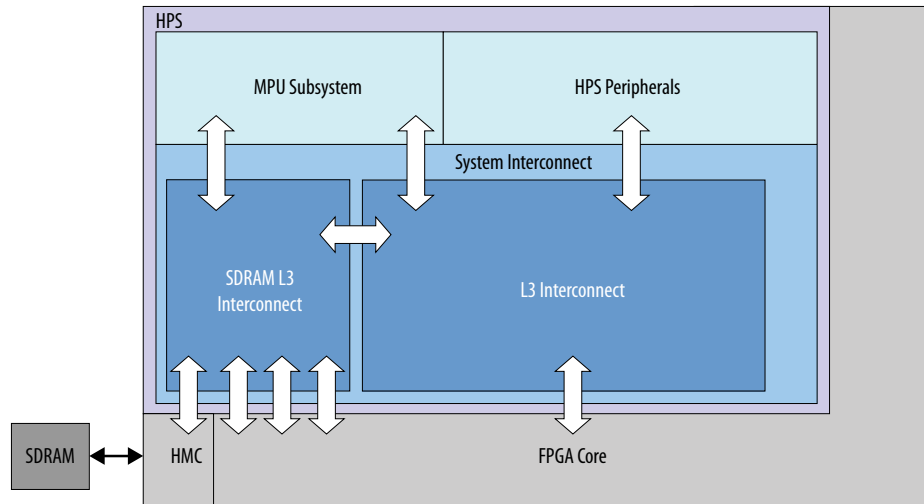 HPS
MPU Subsystem
HPS Peripherals
System Interconnect
SDRAM L3
Interconnect
L3 Interconnect
SDRAM
HMC
FPGA Core